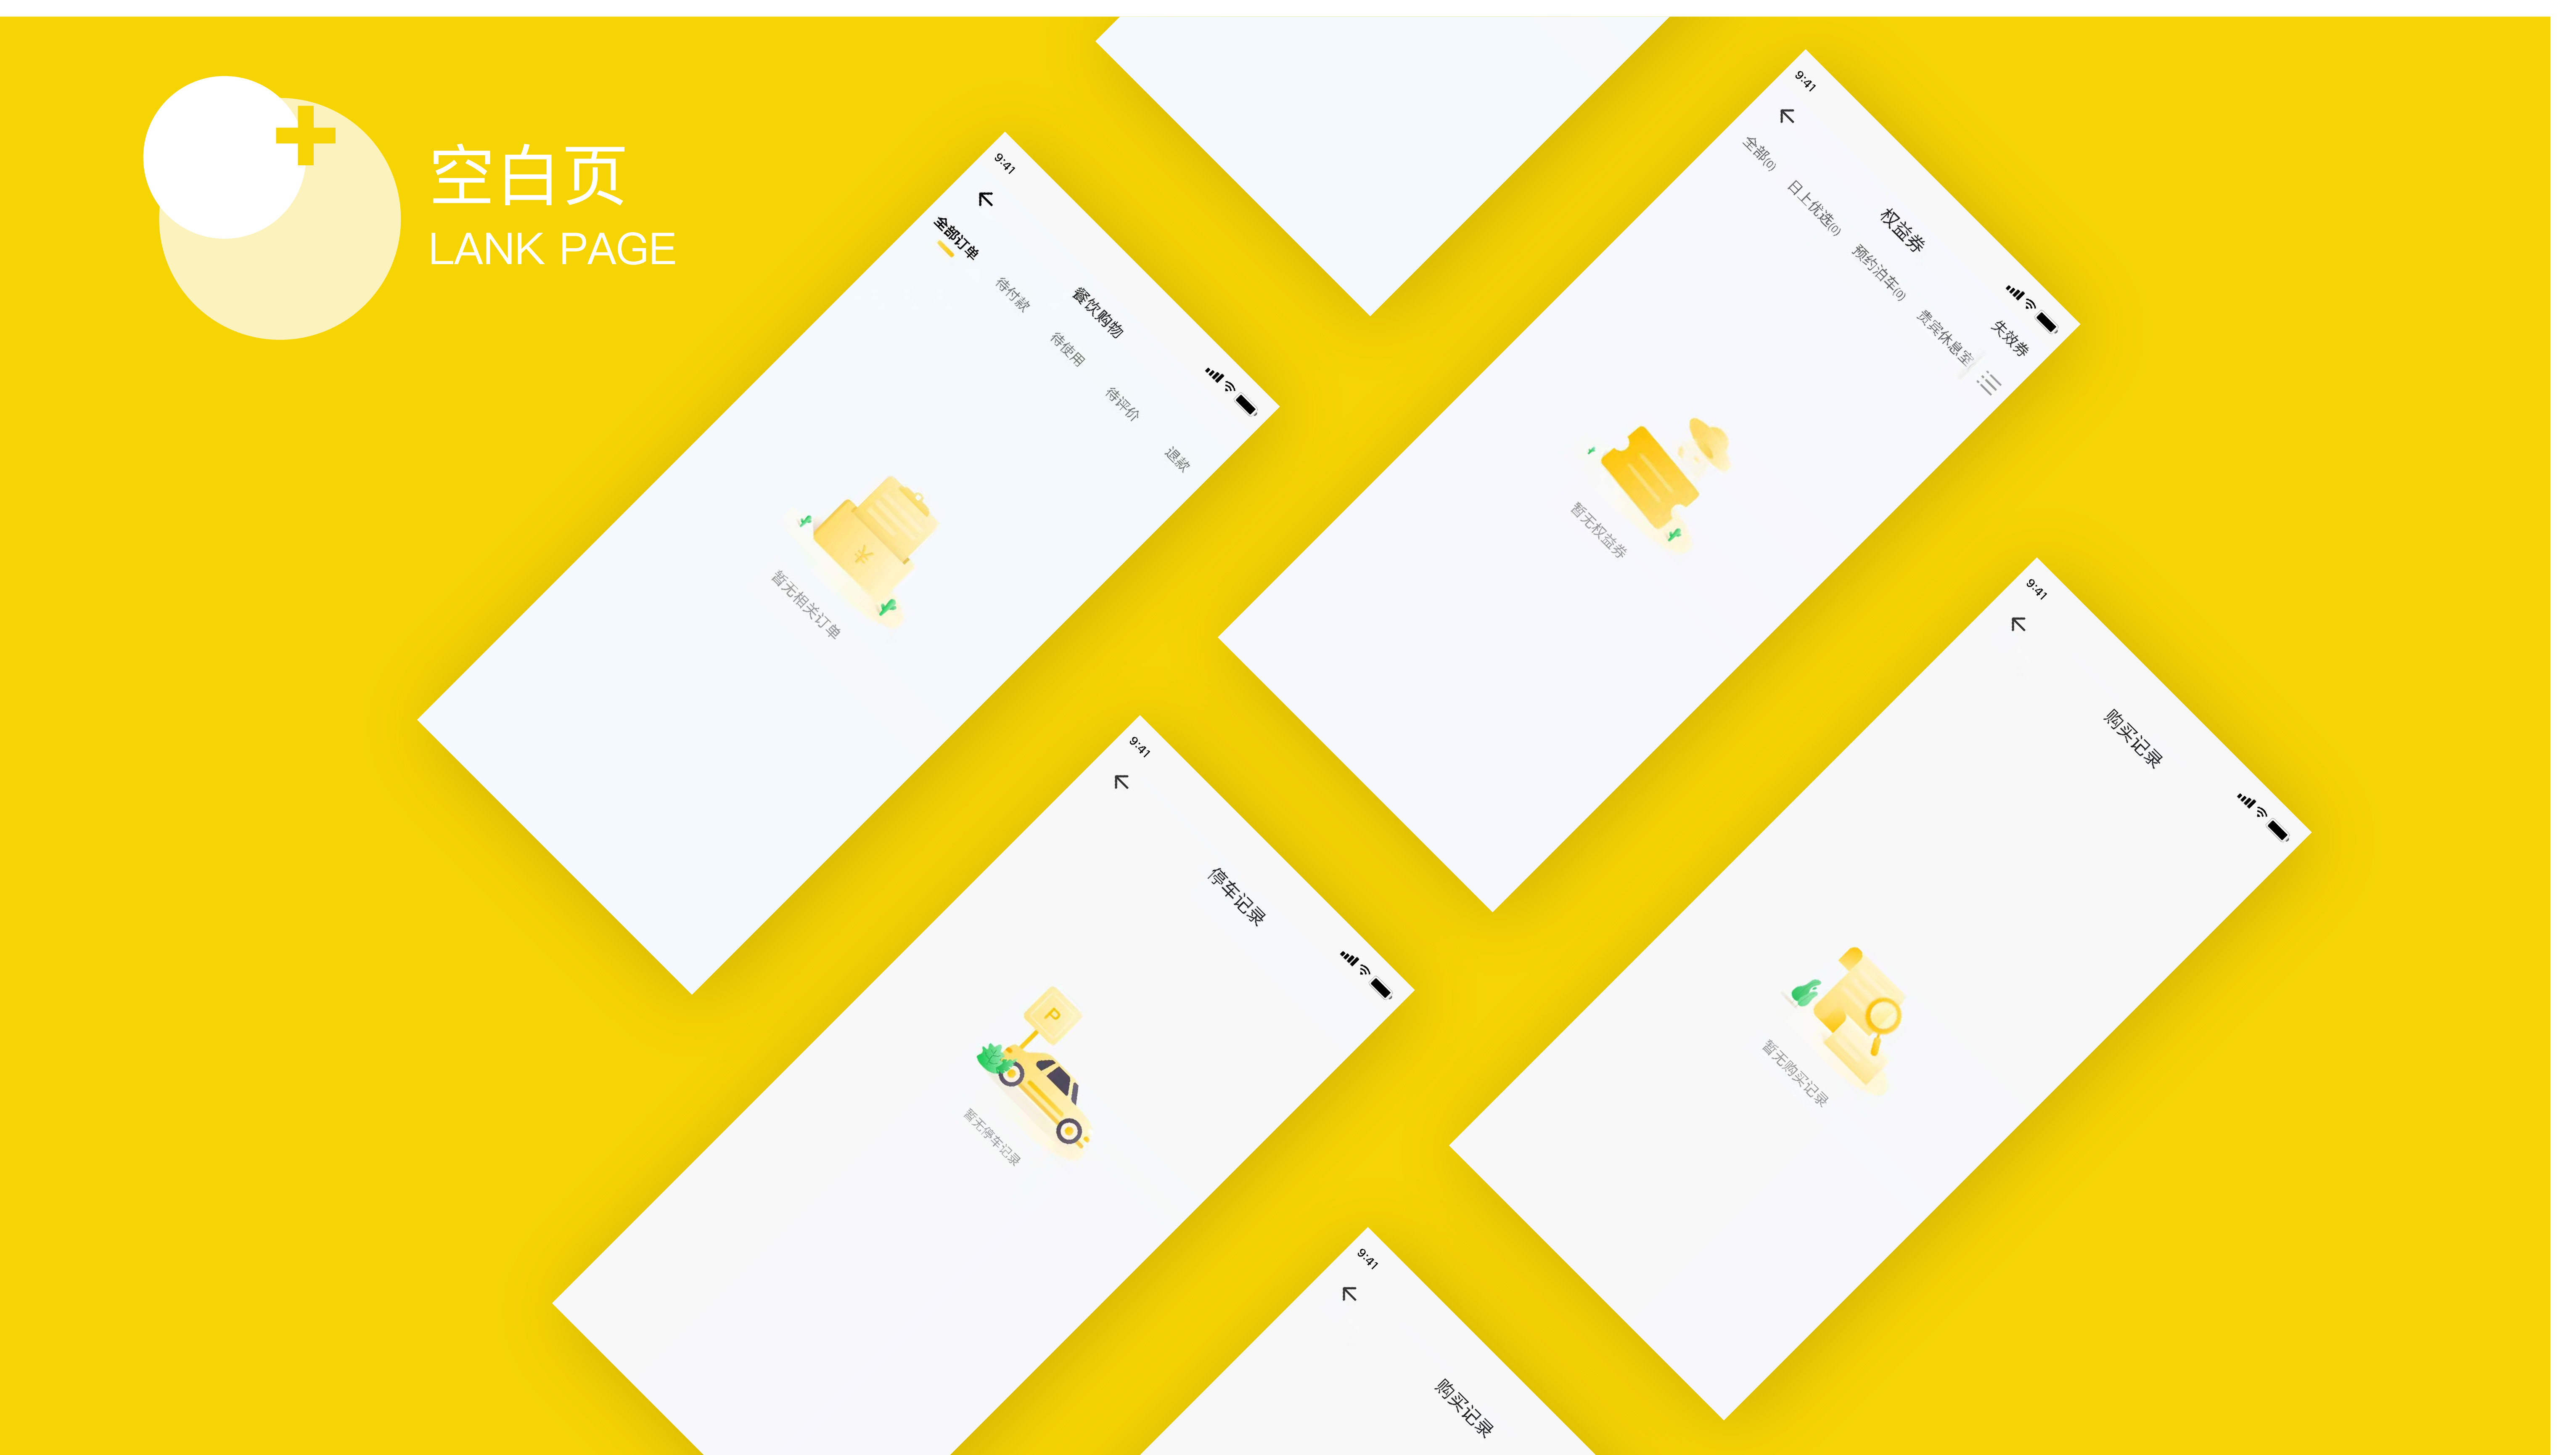 空白页
LANK PAGE
9:41
餐饮购物
全部订单 待付款 待使用 待评价 退款
¥
暂无相关订单
9:41
权益券 失效券
全部(0) 日上优选(0) 预约泊车(0) 贵宾休息室
暂无权益券
9:41
停车记录
P
暂无停车记录
9:41
购买记录
暂无购买记录
9:41
购买记录